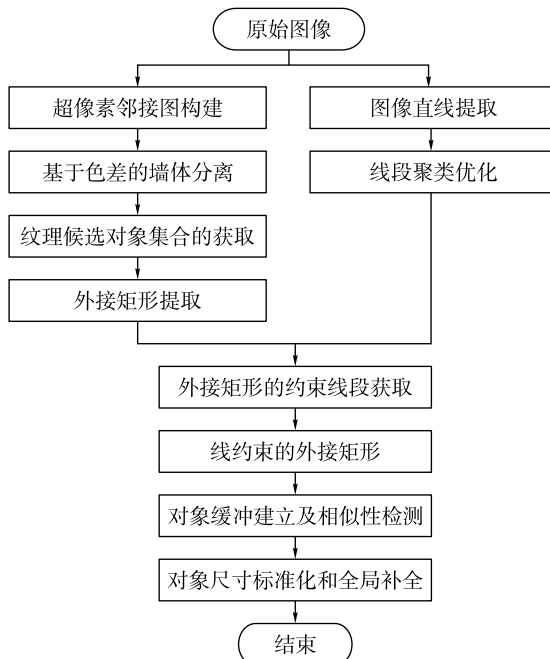 原始图像
超像素邻接图构建
图像直线提取
基于色差的墙体分离
线段聚类优化
纹理候选对象集合的获取
外接矩形提取
外接矩形的约束线段获取
线约束的外接矩形
对象缓冲建立及相似性检测
对象尺寸标准化和全局补全
结束